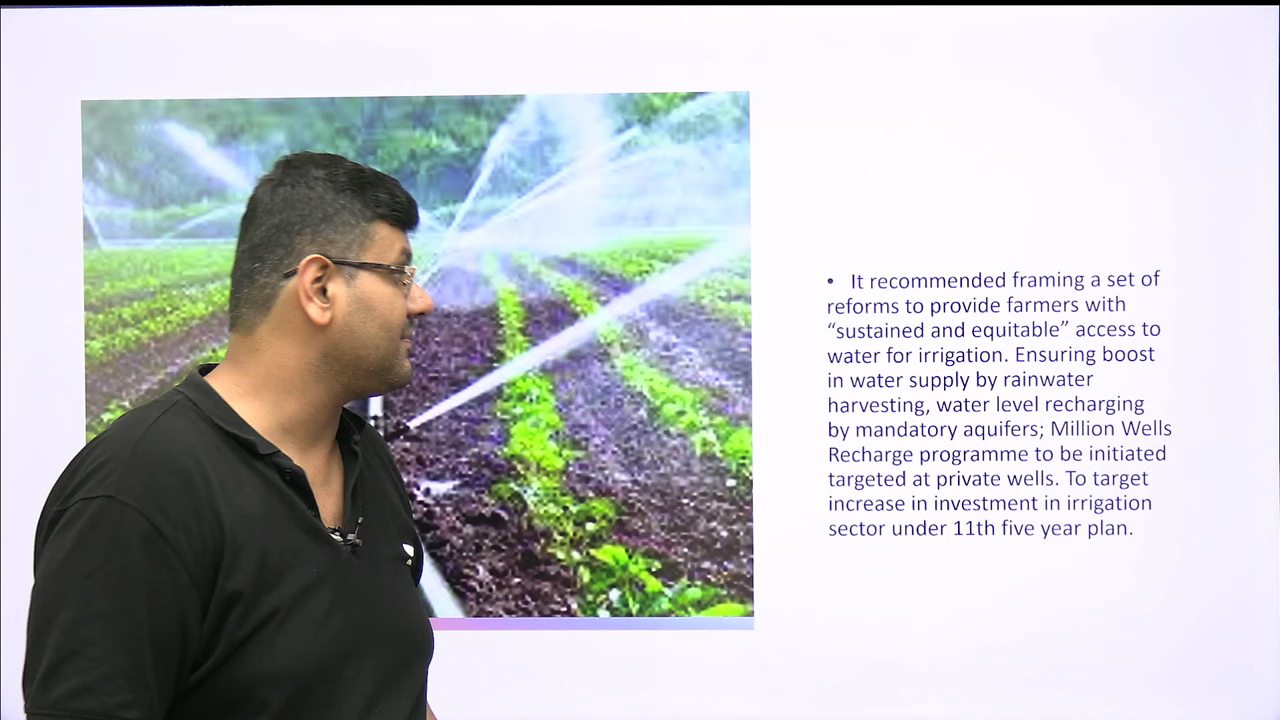 • It recommended framing a set of
reforms to provide farmers with
“sustained and equitable” access to
water for irrigation. Ensuring boost
in water supply by rainwater
harvesting, water level recharging
by mandatory aquifers; Million Wells
Recharge programme to be initiated
targeted at private wells. To target
increase in investment in irrigation
sector under 11th five year plan.